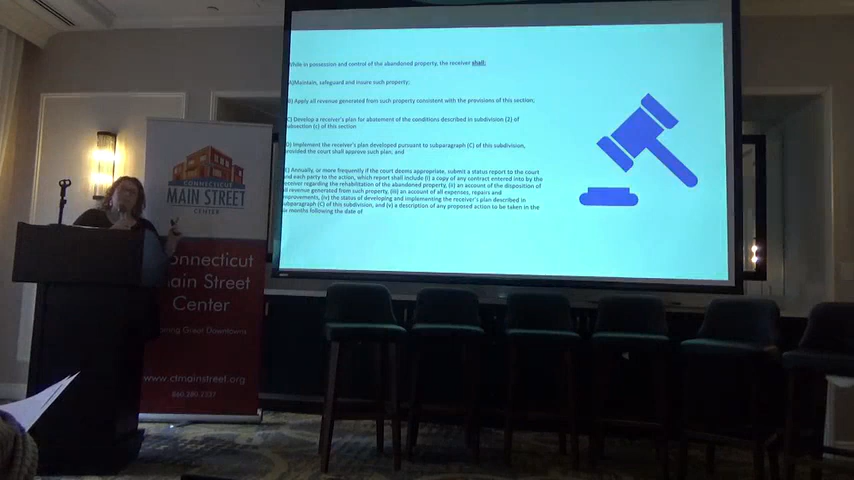 While in possession and control of the abandoned property, the receiver shall:
A)Maintain, safeguard and insure such property;
B) Apply all revenue generated from such property consistent with the provisions of this section;
C) Develop a receiver's plan for abatement of the conditions described in subdivision (2) of
subsection (c) of this section
D) Implement the receiver's plan developed pursuant to subparagraph (C) of this subdivision,
provided the court shall approve such plan; and
E) Annually, or more frequently if the court deems appropriate, submit a status report to the court
and each party to the action, which report shall include (i) a copy of any contract entered into by the
receiver regarding the rehabilitation of the abandoned property, (ii) an account of the disposition of
all revenue generated from such property, (iii) an account of all expenses, repairs and
improvements, (iv) the status of developing and implementing the receiver's plan described in
subparagraph (C) of this subdivision, and (v) a description of any proposed action to be taken in the
six months following the date of
CONNECTICUT
MAIN STREET
CENTER
Connecticut
Main Street
Center
Great Downtowns
www.ctmainstreet.org
860.280.2337